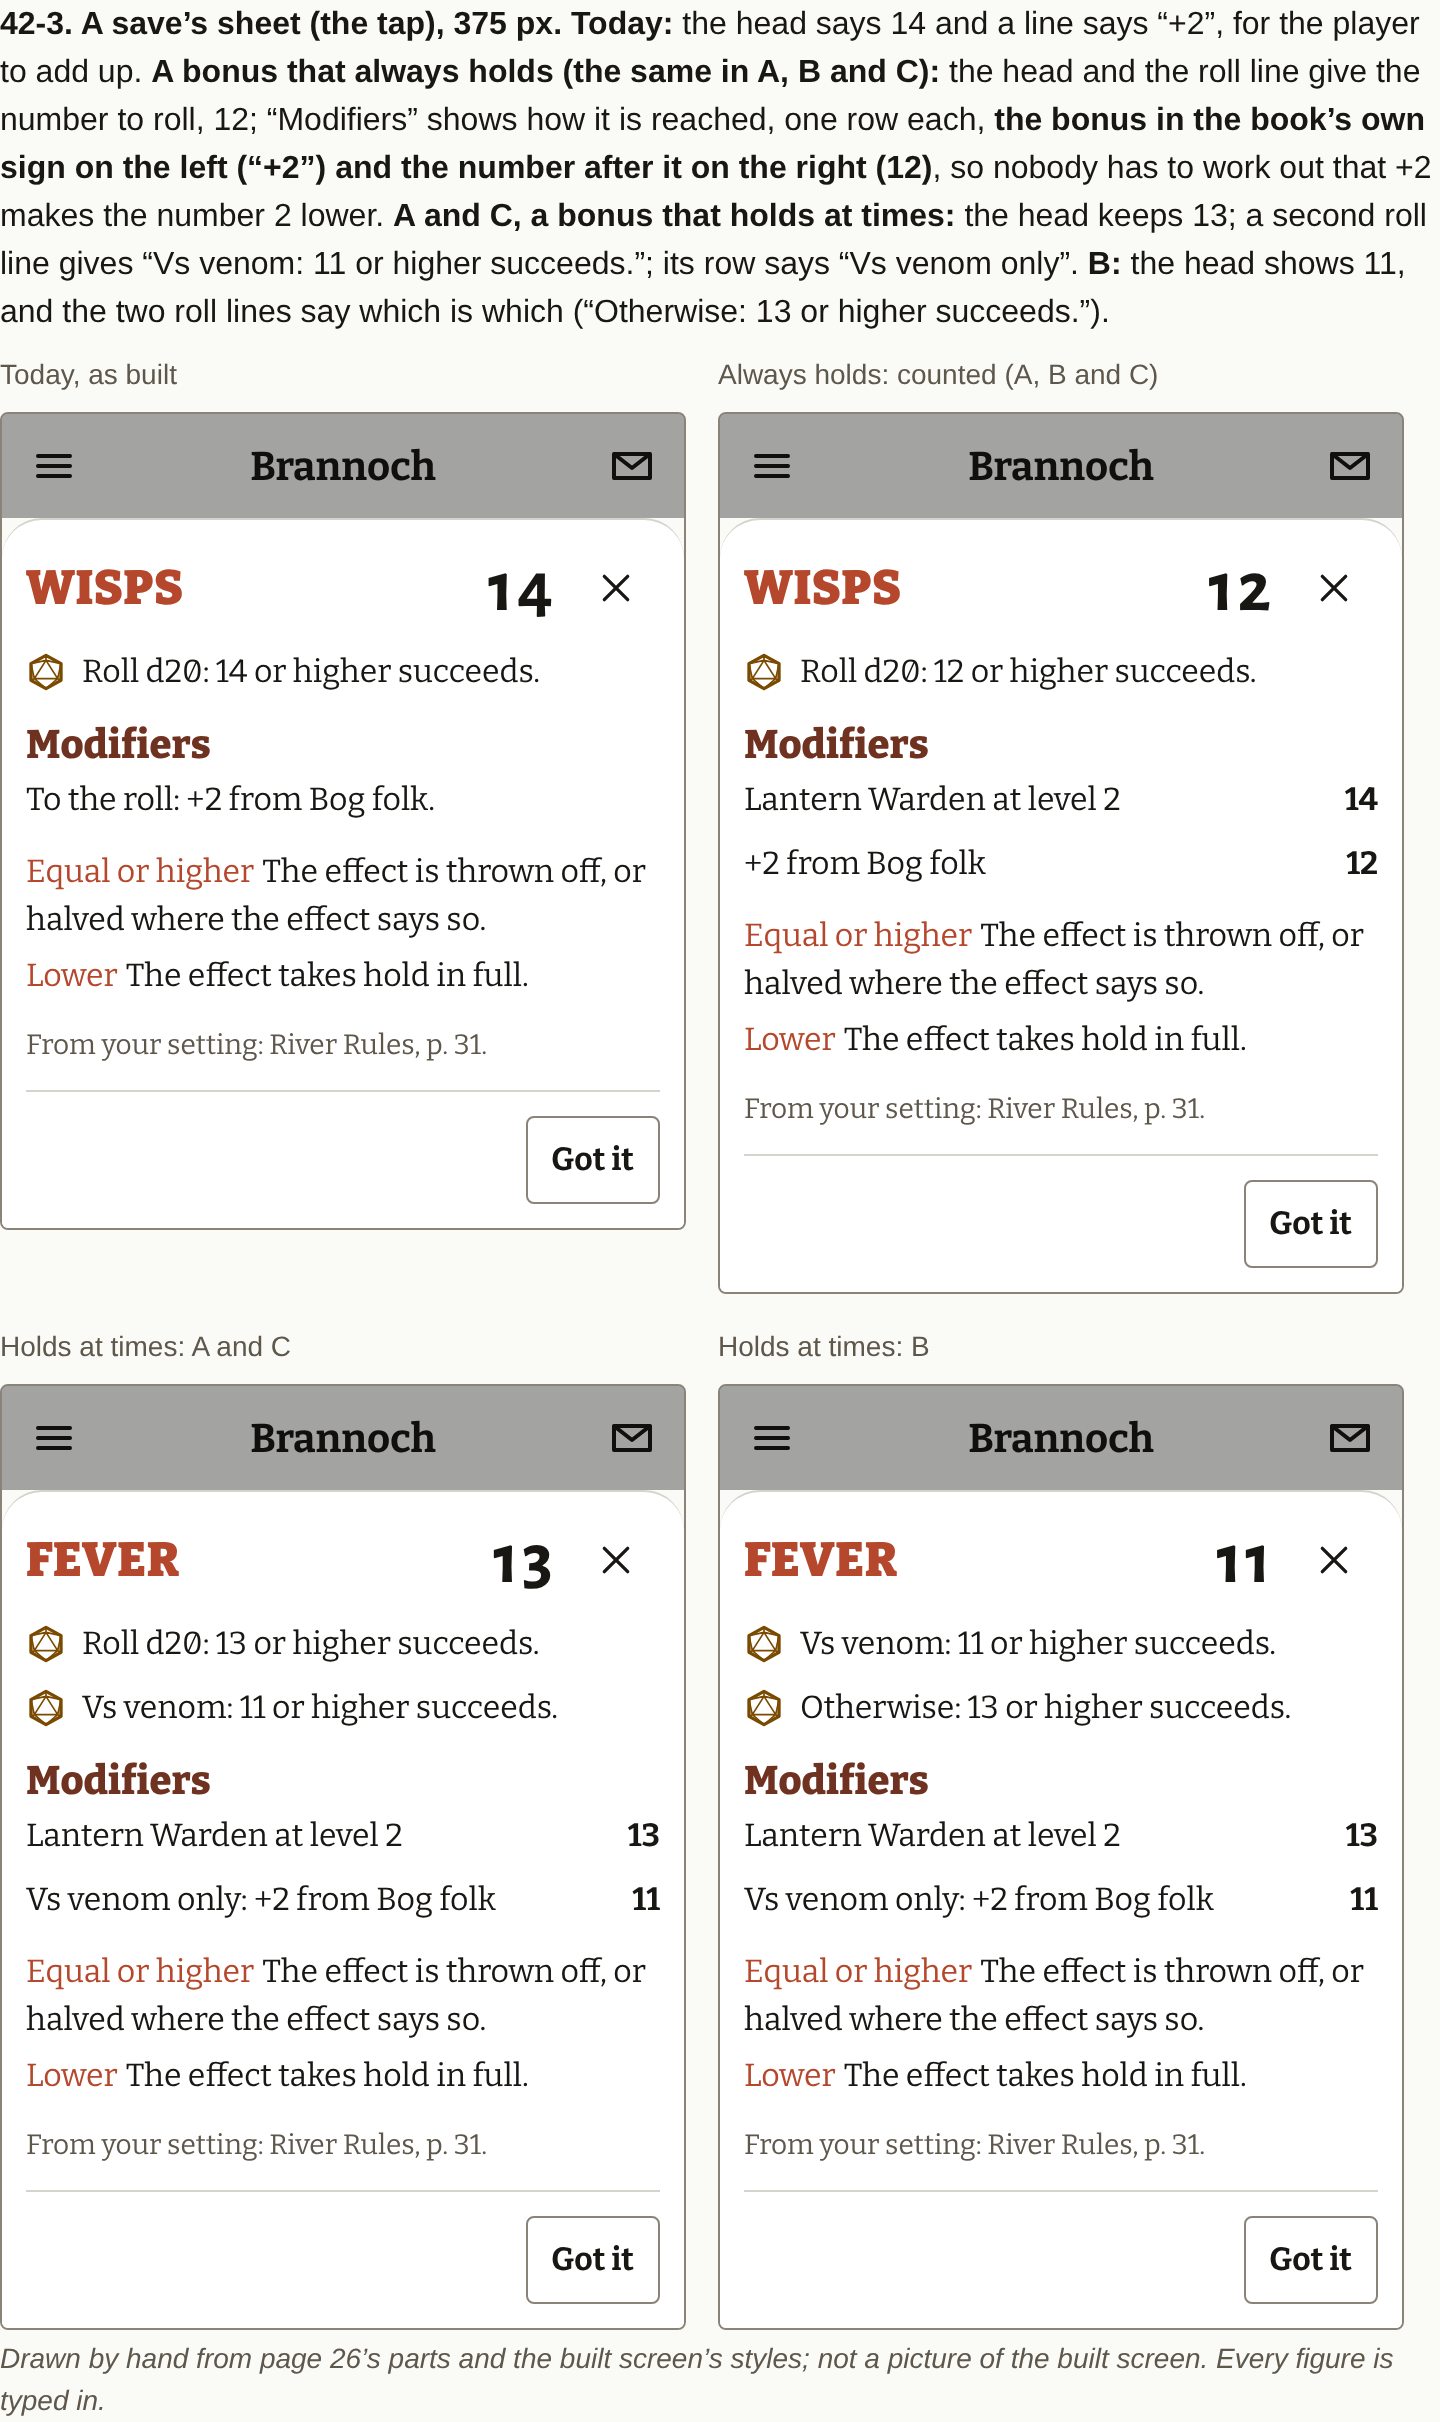 42-3. A save’s sheet (the tap), 375 px. Today: the head says 14 and a line says “+2”, for the player
to add up. A bonus that always holds (the same in A, B and C): the head and the roll line give the
number to roll, 12; “Modifiers” shows how it is reached, one row each, the bonus in the book’s own
sign on the left (“+2”) and the number after it on the right (12), so nobody has to work out that +2
makes the number 2 lower. A and C, a bonus that holds at times: the head keeps 13; a second roll
line gives “Vs venom: 11 or higher succeeds.”; its row says “Vs venom only”. B: the head shows 11,
and the two roll lines say which is which (“Otherwise: 13 or higher succeeds.”).
Today, as built
Brannoch
WISPS 14
Roll d20: 14 or higher succeeds.
Modifiers
To the roll: +2 from Bog folk.
Equal or higher The effect is thrown off, or
halved where the effect says so.
Lower The effect takes hold in full.
From your setting: River Rules, p. 31.
Got it
Always holds: counted (A, B and C)
Brannoch
WISPS 12
Roll d20: 12 or higher succeeds.
Modifiers
Lantern Warden at level 2 14
+2 from Bog folk 12
Equal or higher The effect is thrown off, or
halved where the effect says so.
Lower The effect takes hold in full.
From your setting: River Rules, p. 31.
Got it
Holds at times: A and C
Brannoch
FEVER 13
Roll d20: 13 or higher succeeds.
Vs venom: 11 or higher succeeds.
Modifiers
Lantern Warden at level 2 13
Vs venom only: +2 from Bog folk 11
Equal or higher The effect is thrown off, or
halved where the effect says so.
Lower The effect takes hold in full.
From your setting: River Rules, p. 31.
Got it
Holds at times: B
Brannoch
FEVER 11
Vs venom: 11 or higher succeeds.
Otherwise: 13 or higher succeeds.
Modifiers
Lantern Warden at level 2 13
Vs venom only: +2 from Bog folk 11
Equal or higher The effect is thrown off, or
halved where the effect says so.
Lower The effect takes hold in full.
From your setting: River Rules, p. 31.
Got it
Drawn by hand from page 26’s parts and the built screen’s styles; not a picture of the built screen. Every figure is
typed in.